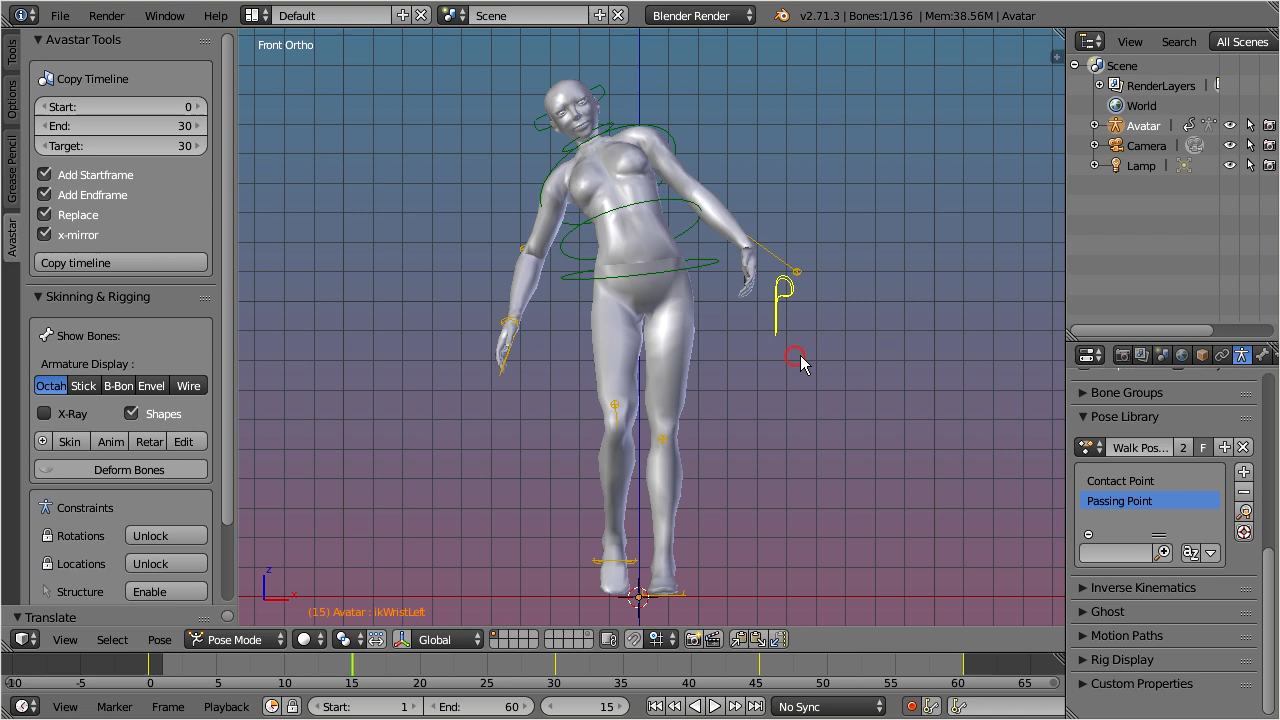 File Render Window Help Default Scene Blender Render v2.71.3 | Bones:1/136 | Mem:38.56M | Avatar
Tools
Options
Grease Pencil
Avastar
Avastar Tools
Copy Timeline
Start: 0
End: 30
Target: 30
Add Startframe
Add Endframe
Replace
x-mirror
Copy timeline
Skinning & Rigging
Show Bones:
Armature Display :
Octah Stick B-Bon Envel Wire
X-Ray Shapes
Skin Anim Retar Edit
Deform Bones
Constraints
Rotations Unlock
Locations Unlock
Structure Enable
Translate
Front Ortho
P
z
x
(15) Avatar : ikWristLeft
View Search All Scenes
Scene
RenderLayers |
World
Avatar |
Camera |
Lamp |
Bone Groups
Pose Library
Walk Pos... 2 F
Contact Point
Passing Point
Inverse Kinematics
Ghost
Motion Paths
Rig Display
Custom Properties
View Select Pose Pose Mode Global
-10 -5 0 5 10 15 20 25 30 35 40 45 50 55 60 65
View Marker Frame Playback Start: 1 End: 60 15 No Sync